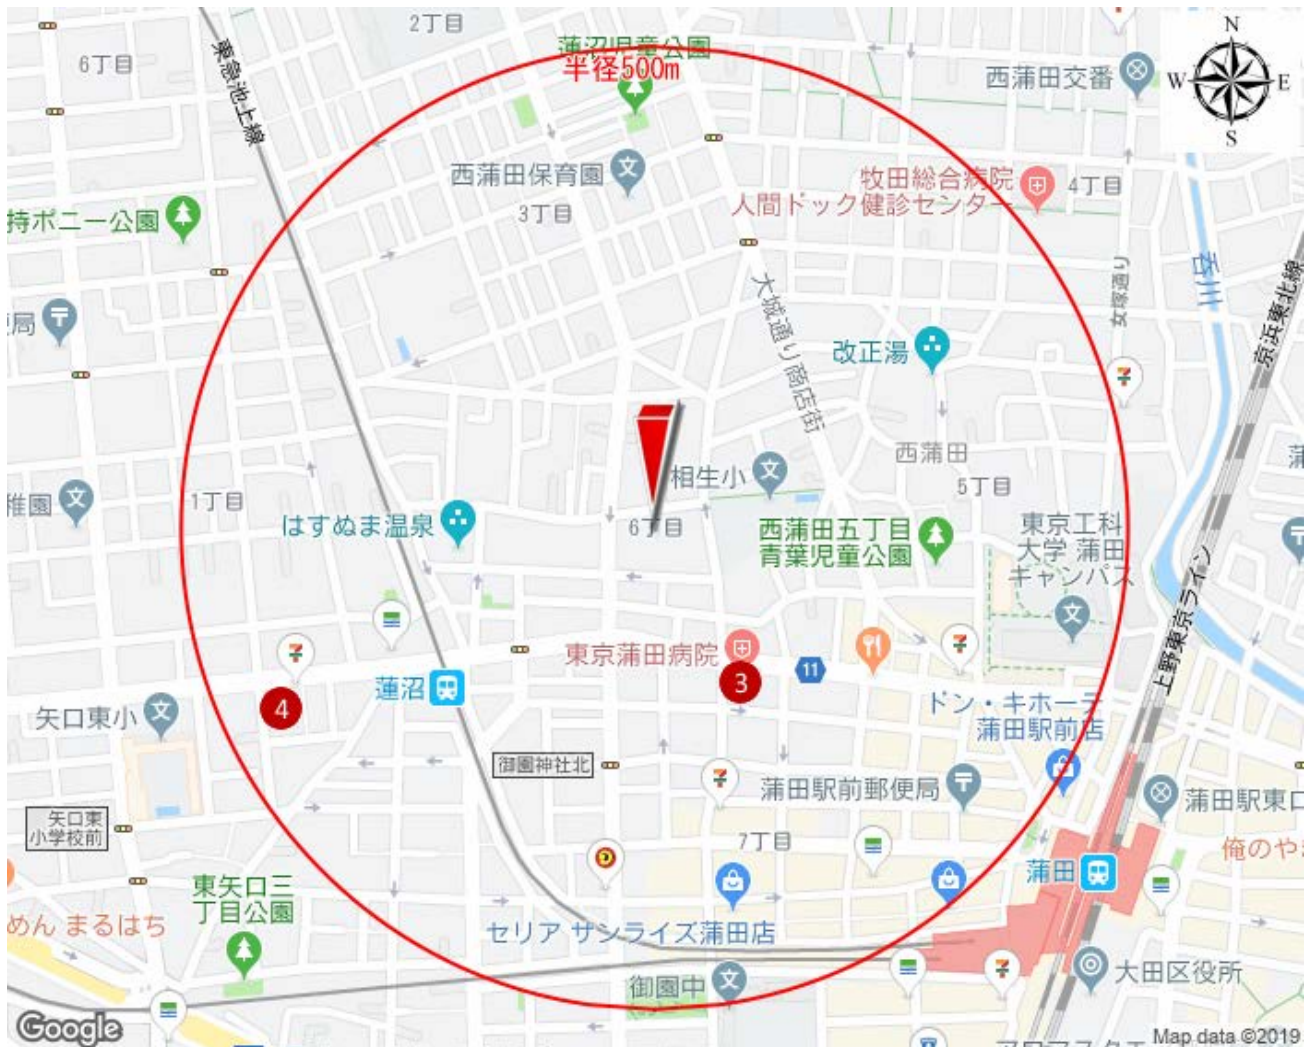 2丁目
N
W
E
S
6丁目
東急池上線
蓮沼児童公園
半径500m
西蒲田交番
西蒲田保育園
3丁目
牧田総合病院
人間ドック健診センター
4丁目
持ポニー公園
女塚通り
呑川
京浜東北線
大城通り商店街
改正湯
西蒲田
相生小
5丁目
1丁目
稚園
はすぬま温泉
6丁目
西蒲田五丁目
青葉児童公園
東京工科
大学 蒲田
キャンパス
上野東京ライン
東京蒲田病院
3
11
4
蓮沼
矢口東小
ドン・キホーテ
蒲田駅前店
御園神社北
蒲田駅前郵便局
蒲田駅東口
矢口東
小学校前
7丁目
蒲田
俺のや
東矢口三
丁目公園
めん まるはち
セリア サンライズ蒲田店
御園中
大田区役所
Google
Map data ©2019